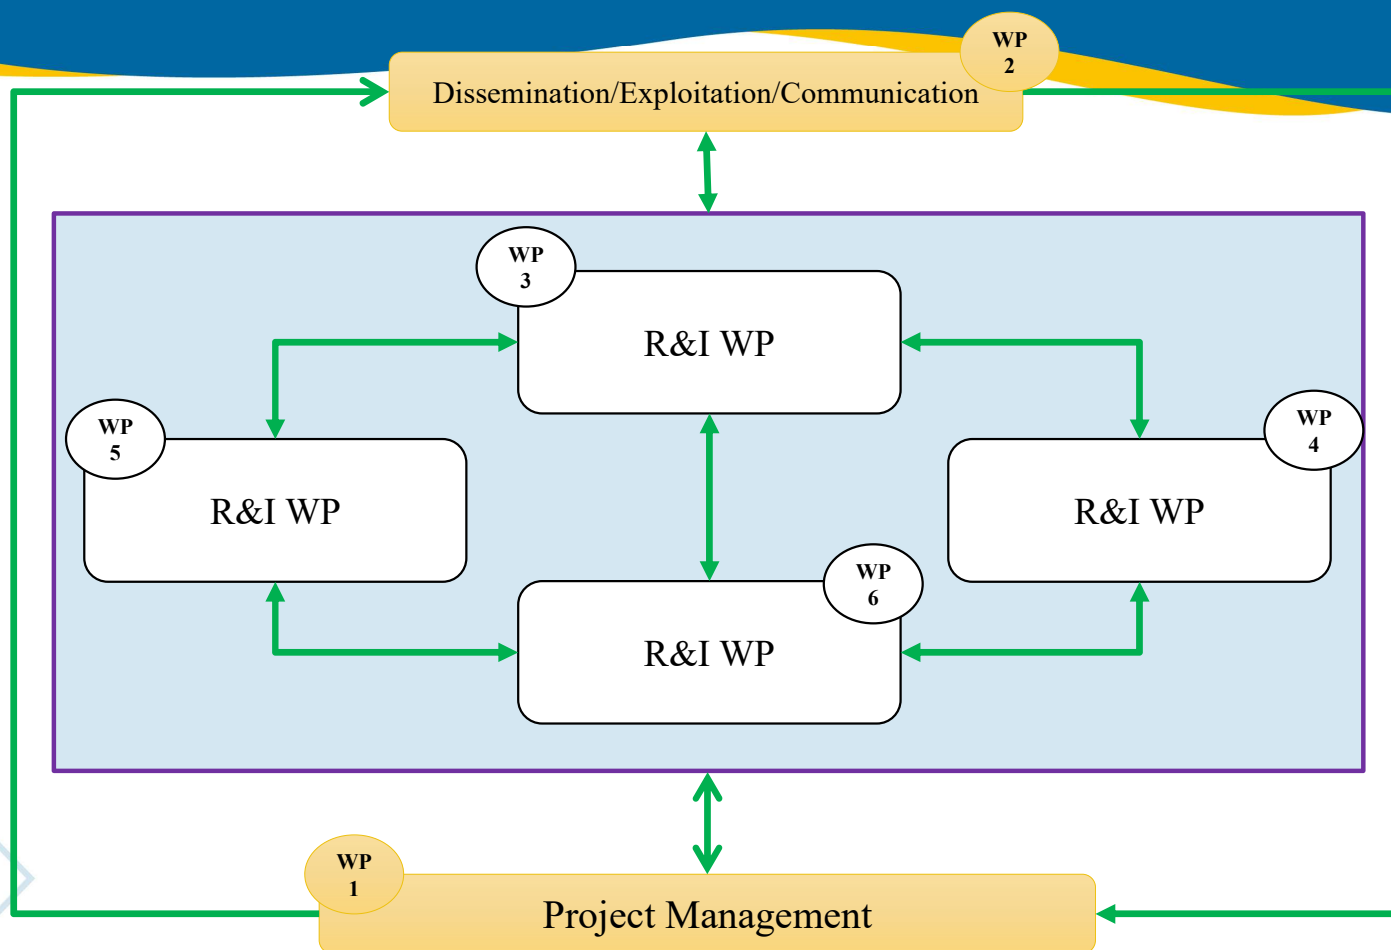 WP
2
Dissemination/Exploitation/Communication
WP
3
R&I WP
WP
5
R&I WP
WP
4
R&I WP
WP
6
R&I WP
WP
1
Project Management